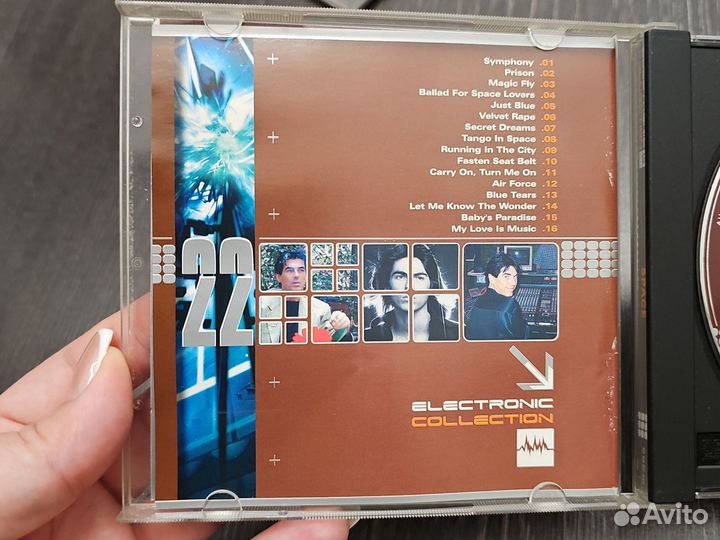 Symphony .01
Prison .02
Magic Fly .03
Ballad For Space Lovers .04
Just Blue .05
Velvet Rape .06
Secret Dreams .07
Tango In Space .08
Running In The City .09
Fasten Seat Belt .10
Carry On, Turn Me On .11
Air Force .12
Blue Tears .13
Let Me Know The Wonder .14
Baby's Paradise .15
My Love Is Music .16
22
SPACE
ELECTRONIC
COLLECTION
Avito